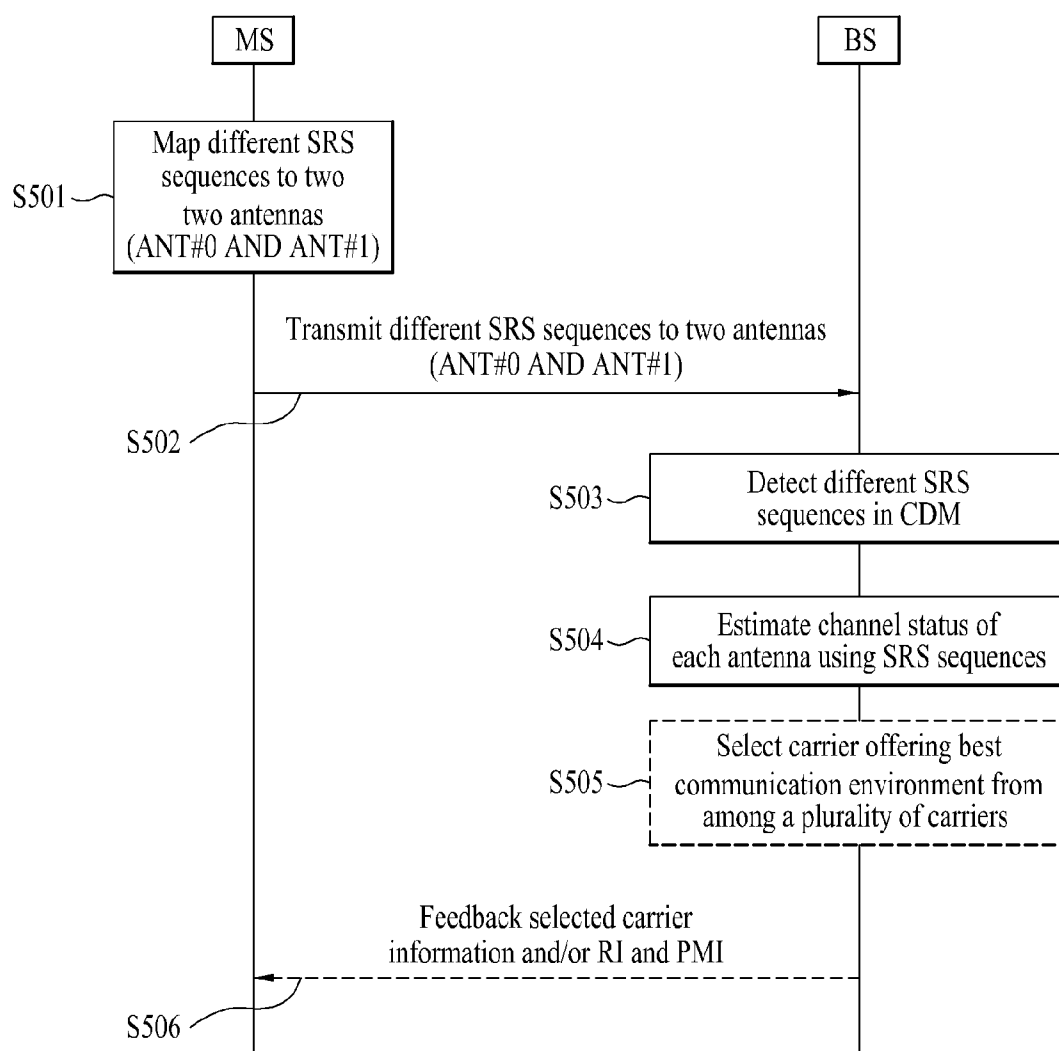 MS
BS
S501
Map different SRS
sequences to two
two antennas
(ANT#0 AND ANT#1)
Transmit different SRS sequences to two antennas
(ANT#0 AND ANT#1)
S502
S503
Detect different SRS
sequences in CDM
S504
Estimate channel status of
each antenna using SRS sequences
S505
Select carrier offering best
communication environment from
among a plurality of carriers
Feedback selected carrier
information and/or RI and PMI
S506